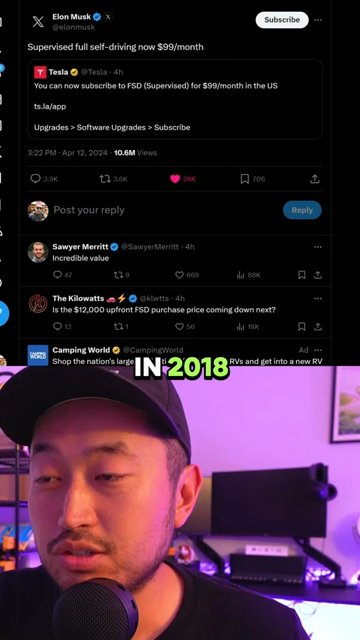 Elon Musk
@elonmusk
Subscribe
Supervised full self-driving now $99/month
Tesla @Tesla · 4h
You can now subscribe to FSD (Supervised) for $99/month in the US
ts.la/app
Upgrades > Software Upgrades > Subscribe
3:22 PM · Apr 12, 2024 · 10.6M Views
3.9K 3.6K 26K 706
Post your reply
Reply
Sawyer Merritt @SawyerMerritt · 4h
Incredible value
47 9 669 88K
The Kilowatts @klwtts · 4h
Is the $12,000 upfront FSD purchase price coming down next?
13 1 56 18K
Camping World @CampingWorld Ad
Shop the nation's large RVs and get into a new RV
IN 2018
CAMPING WORLD